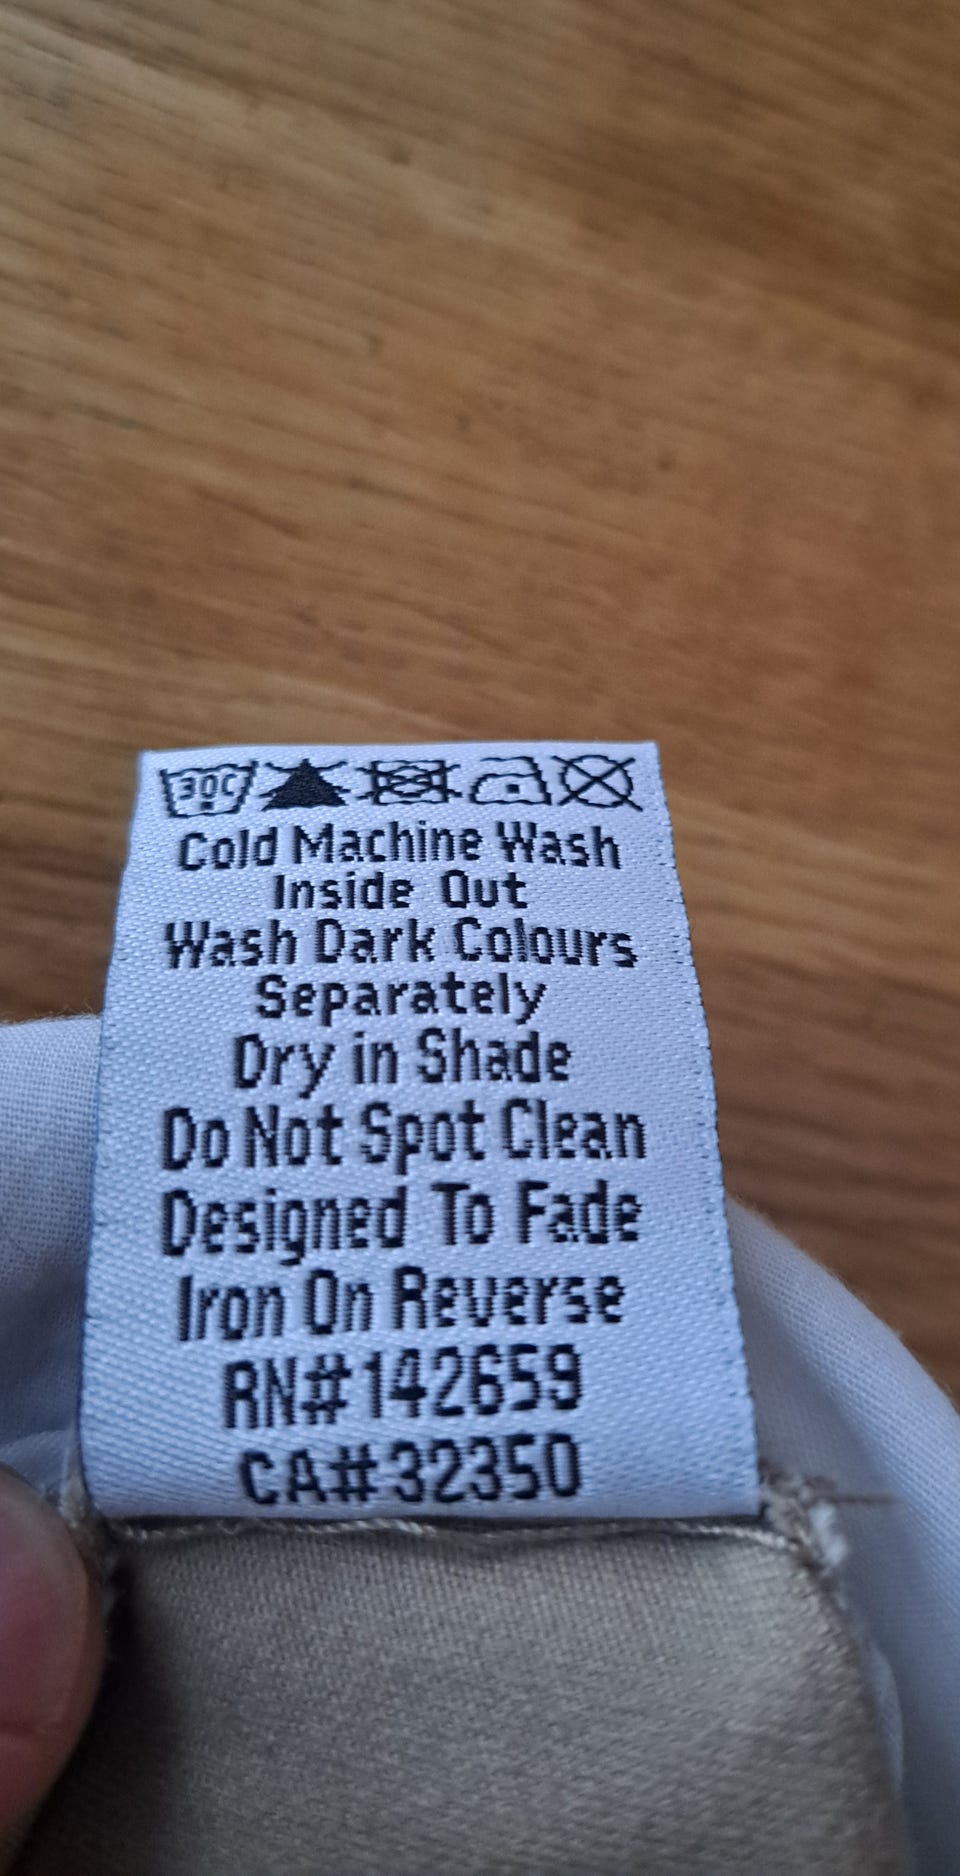 30C
Cold Machine Wash
Inside Out
Wash Dark Colours
Separately
Dry in Shade
Do Not Spot Clean
Designed To Fade
Iron On Reverse
RN#142659
CA#32350